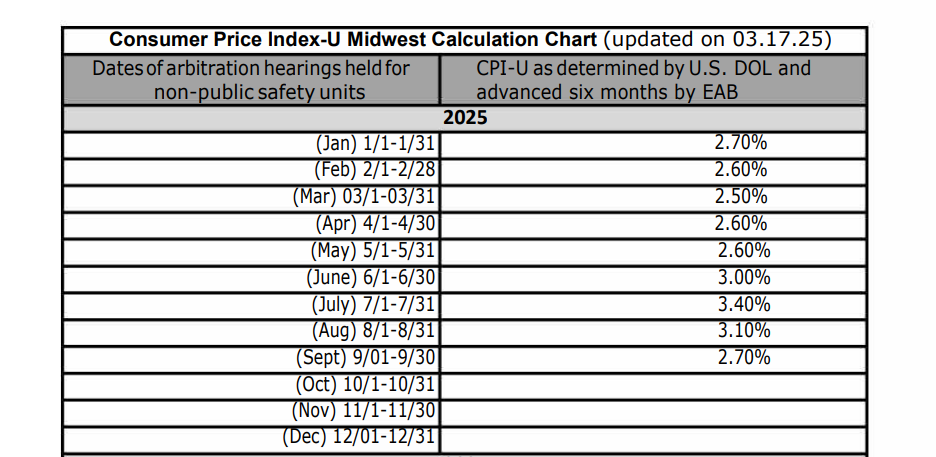 Consumer Price Index-U Midwest Calculation Chart (updated on 03.17.25)
Dates of arbitration hearings held for
non-public safety units
CPI-U as determined by U.S. DOL and
advanced six months by EAB
2025
(Jan) 1/1-1/31 2.70%
(Feb) 2/1-2/28 2.60%
(Mar) 03/1-03/31 2.50%
(Apr) 4/1-4/30 2.60%
(May) 5/1-5/31 2.60%
(June) 6/1-6/30 3.00%
(July) 7/1-7/31 3.40%
(Aug) 8/1-8/31 3.10%
(Sept) 9/01-9/30 2.70%
(Oct) 10/1-10/31
(Nov) 11/1-11/30
(Dec) 12/01-12/31